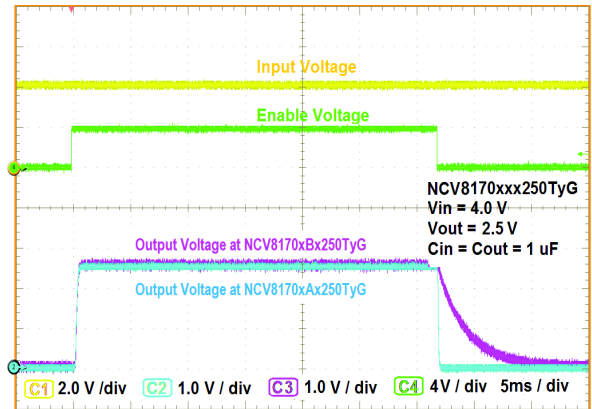 Input Voltage
Enable Voltage
4
NCV8170xxx250TyG
Vin = 4.0 V
Vout = 2.5 V
Cin = Cout = 1 uF
Output Voltage at NCV8170xBx250TyG
Output Voltage at NCV8170xAx250TyG
2
C1 2.0 V /div C2 1.0 V / div C3 1.0 V / div C4 4V / div 5ms / div